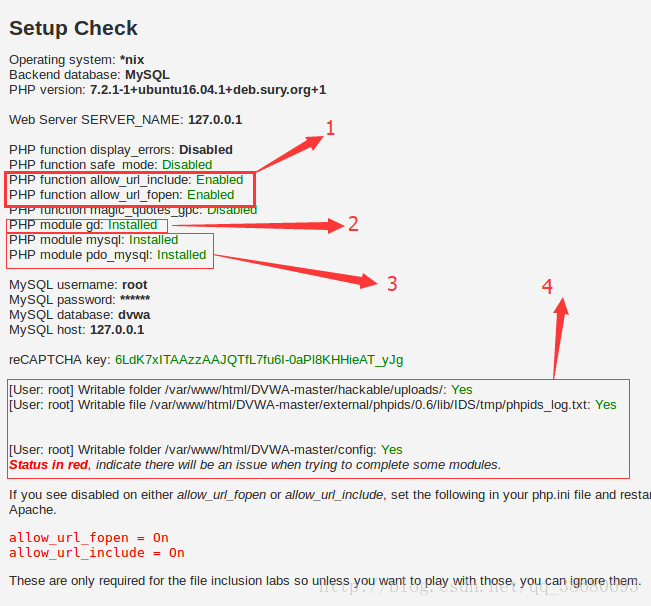 Setup Check
Operating system: *nix
Backend database: MySQL
PHP version: 7.2.1-1+ubuntu16.04.1+deb.sury.org+1
Web Server SERVER_NAME: 127.0.0.1
1
PHP function display_errors: Disabled
PHP function safe_mode: Disabled
PHP function allow_url_include: Enabled
PHP function allow_url_fopen: Enabled
PHP function magic_quotes_gpc: Disabled
PHP module gd: Installed
2
PHP module mysql: Installed
PHP module pdo_mysql: Installed
3
MySQL username: root
MySQL password: ******
MySQL database: dvwa
MySQL host: 127.0.0.1
4
reCAPTCHA key: 6LdK7xITAAzzAAJQTfL7fu6I-0aPl8KHHieAT_yJg
[User: root] Writable folder /var/www/html/DVWA-master/hackable/uploads/: Yes
[User: root] Writable file /var/www/html/DVWA-master/external/phpids/0.6/lib/IDS/tmp/phpids_log.txt: Yes
[User: root] Writable folder /var/www/html/DVWA-master/config: Yes
Status in red, indicate there will be an issue when trying to complete some modules.
If you see disabled on either allow_url_fopen or allow_url_include, set the following in your php.ini file and restar
Apache.
allow_url_fopen = On
allow_url_include = On
These are only required for the file inclusion labs so unless you want to play with those, you can ignore them.